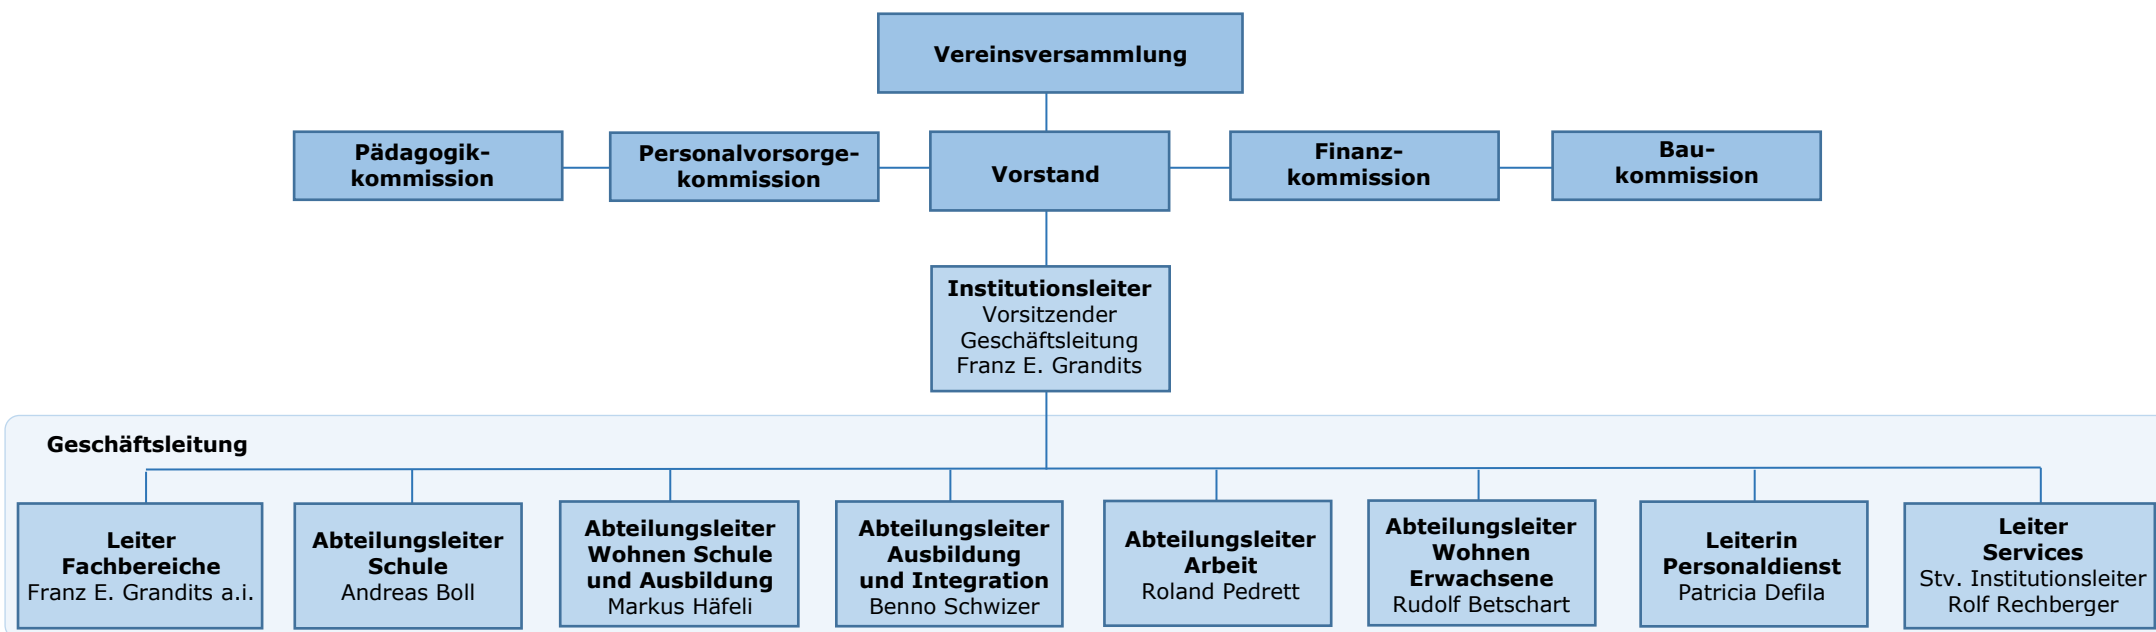 Vereinsversammlung
Pädagogik-
kommission
Personalvorsorge-
kommission
Vorstand
Finanz-
kommission
Bau-
kommission
Institutionsleiter
Vorsitzender
Geschäftsleitung
Franz E. Grandits
Geschäftsleitung
Leiter
Fachbereiche
Franz E. Grandits a.i.
Abteilungsleiter
Schule
Andreas Boll
Abteilungsleiter
Wohnen Schule
und Ausbildung
Markus Häfeli
Abteilungsleiter
Ausbildung
und Integration
Benno Schwizer
Abteilungsleiter
Arbeit
Roland Pedrett
Abteilungsleiter
Wohnen
Erwachsene
Rudolf Betschart
Leiterin
Personaldienst
Patricia Defila
Leiter
Services
Stv. Institutionsleiter
Rolf Rechberger